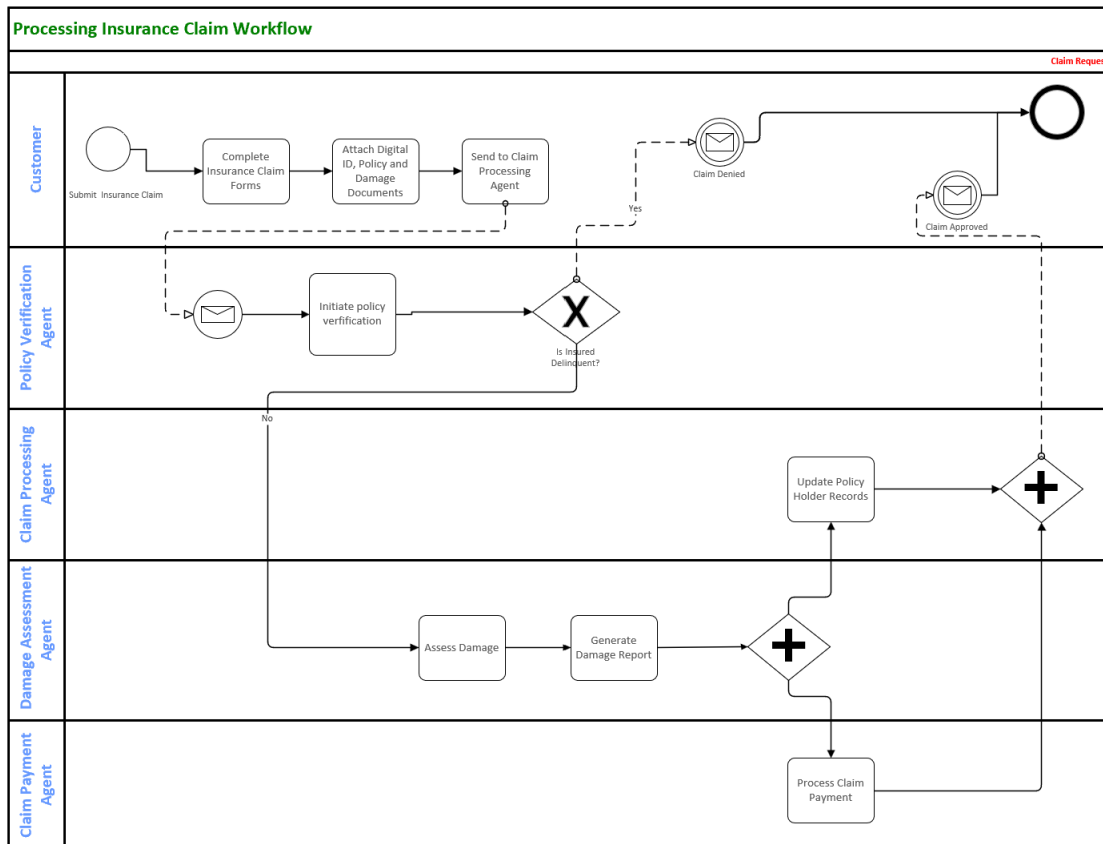 Processing Insurance Claim Workflow
Claim Reques
Customer
Submit Insurance Claim
Complete
Insurance Claim
Forms
Attach Digital
ID, Policy and
Damage
Documents
Send to Claim
Processing
Agent
Yes
Claim Denied
Claim Approved
Policy Verification
Agent
Initiate policy
verfification
X
Is Insured
Delinquent?
No
Claim Processing
Agent
Update Policy
Holder Records
Damage Assessment
Agent
Assess Damage
Generate
Damage Report
Claim Payment
Agent
Process Claim
Payment